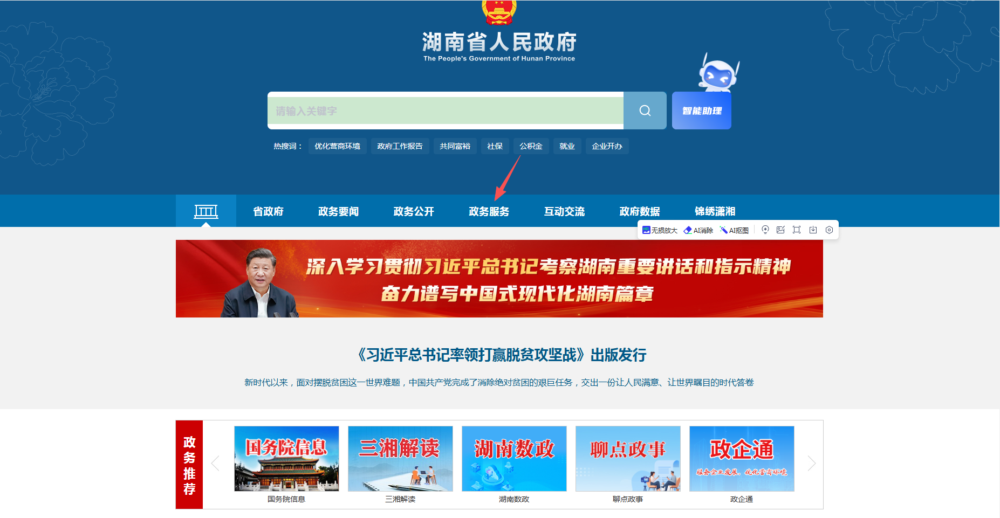 湖南省人民政府
The People's Government of Hunan Province
请输入关键字
智能助理
热搜词： 优化营商环境 政府工作报告 共同富裕 社保 公积金 就业 企业开办
省政府 政务要闻 政务公开 政务服务 互动交流 政府数据 锦绣潇湘
HD 无损放大 AI消除 AI抠图
深入学习贯彻习近平总书记考察湖南重要讲话和指示精神
奋力谱写中国式现代化湖南篇章
《习近平总书记率领打赢脱贫攻坚战》出版发行
新时代以来，面对摆脱贫困这一世界难题，中国共产党完成了消除绝对贫困的艰巨任务，交出一份让人民满意、让世界瞩目的时代答卷
政务推荐
国务院信息 三湘解读 湖南数政 聊点政事 政企通
服务企业发展，优化营商环境
国务院信息 三湘解读 湖南数政 聊点政事 政企通